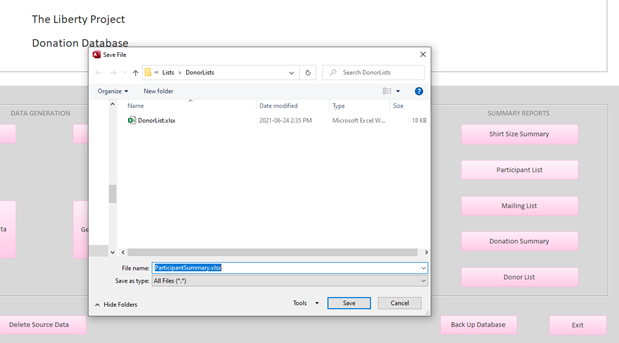 The Liberty Project
Donation Database
Save File
« Lists > DonorLists
Search DonorLists
Organize
New folder
Name
Date modified
Type
Size
DonorList.xlsx
2021-06-24 2:35 PM
Microsoft Excel W...
18 KB
File name:
ParticipantSummary.xlsx
Save as type:
All Files (*.*)
Hide Folders
Tools
Save
Cancel
DATA GENERATION
SUMMARY REPORTS
Shirt Size Summary
Participant List
Mailing List
Donation Summary
Donor List
ta
Ge
Delete Source Data
Back Up Database
Exit